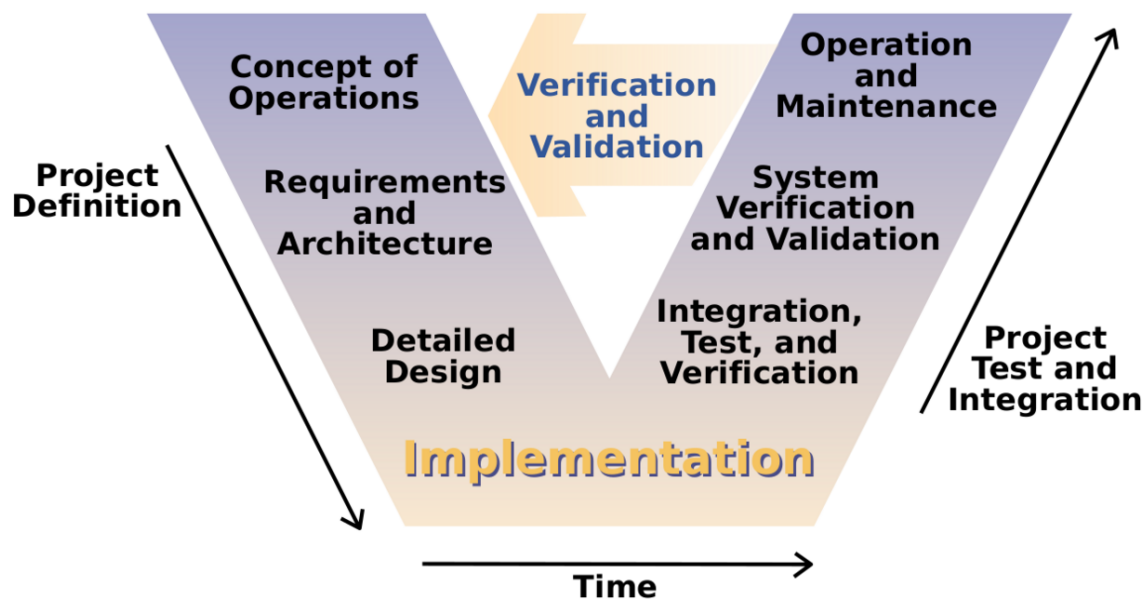 Concept of
Operations
Verification
and
Validation
Operation
and
Maintenance
Project
Definition
Requirements
and
Architecture
System
Verification
and Validation
Detailed
Design
Integration,
Test, and
Verification
Project
Test and
Integration
Implementation
Time